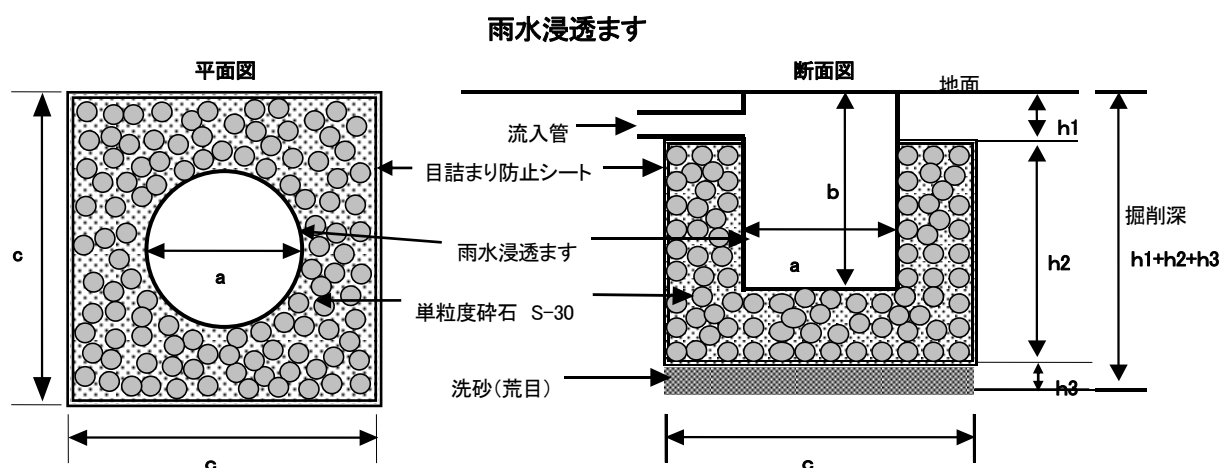 雨水浸透ます
平面図
断面図
地面
流入管
h1
目詰まり防止シート
b
掘削深
c
雨水浸透ます
a
a
h2
h1+h2+h3
単粒度砕石 S-30
洗砂(荒目)
h3
c
c